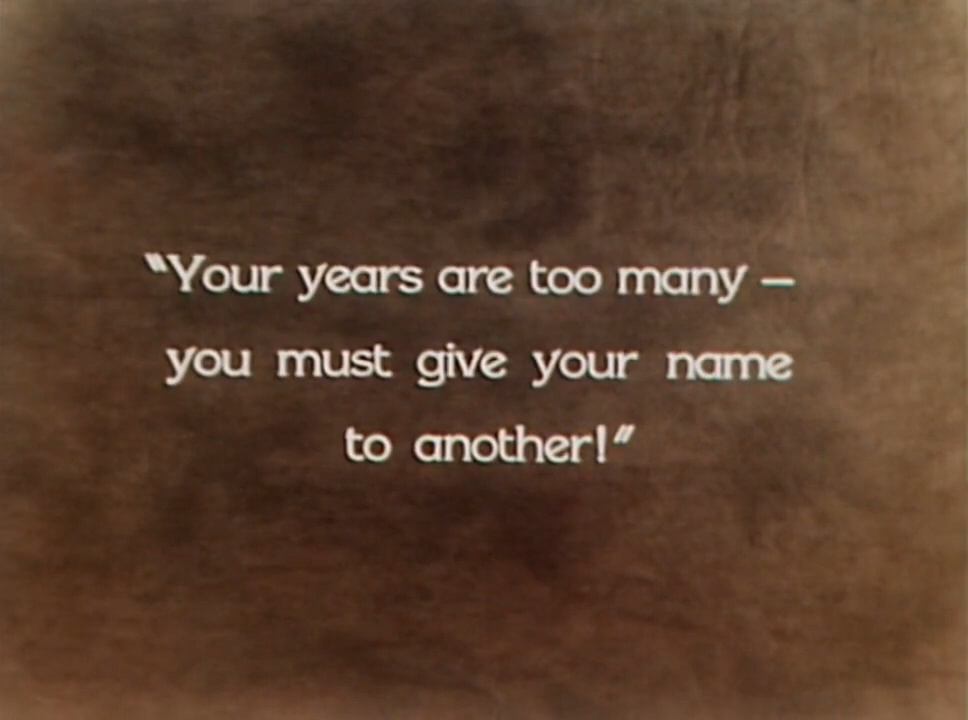 “Your years are too many –
you must give your name
to another!”